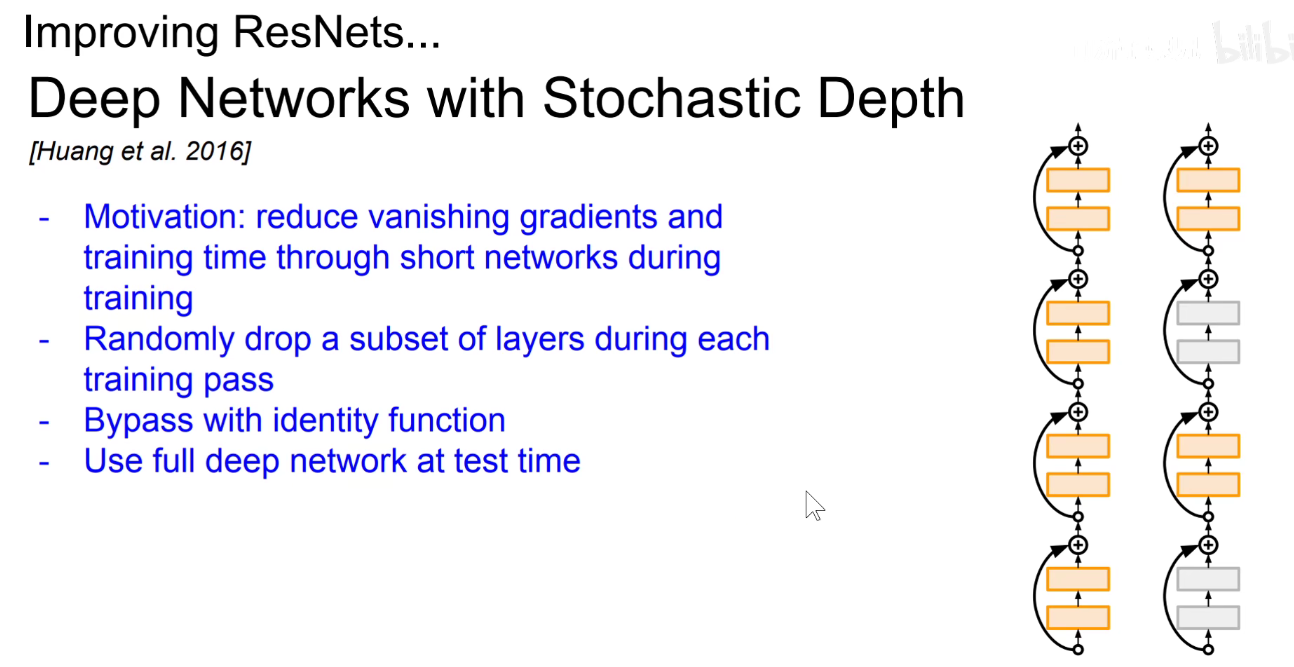 Improving ResNets...
Deep Networks with Stochastic Depth
[Huang et al. 2016]
- Motivation: reduce vanishing gradients and
training time through short networks during
training
- Randomly drop a subset of layers during each
training pass
- Bypass with identity function
- Use full deep network at test time